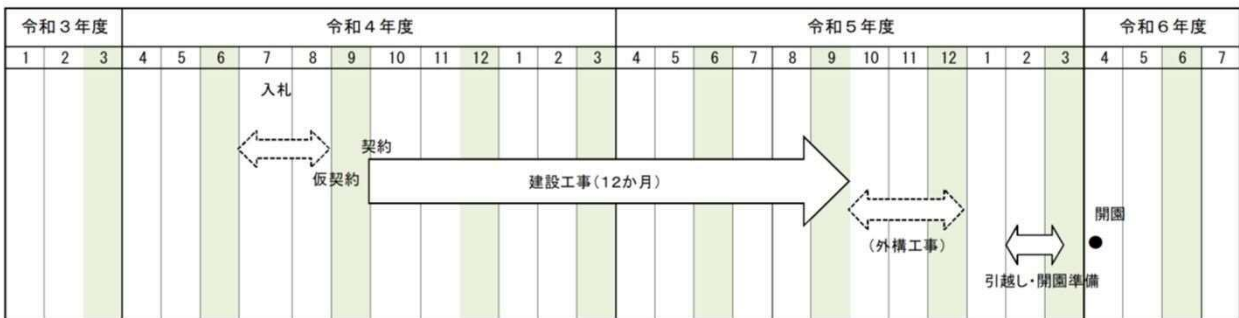 令和3年度 令和4年度 令和5年度 令和6年度
1 2 3 4 5 6 7 8 9 10 11 12 1 2 3 4 5 6 7 8 9 10 11 12 1 2 3 4 5 6 7
入札
契約
仮契約 建設工事(12か月)
開園
(外構工事)
引越し・開園準備